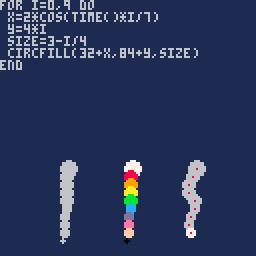 FOR I=0,9 DO
X=2*COS(TIME()*I/7)
Y=4*I
SIZE=3-I/4
CIRCFILL(32+X,84+Y,SIZE)
END